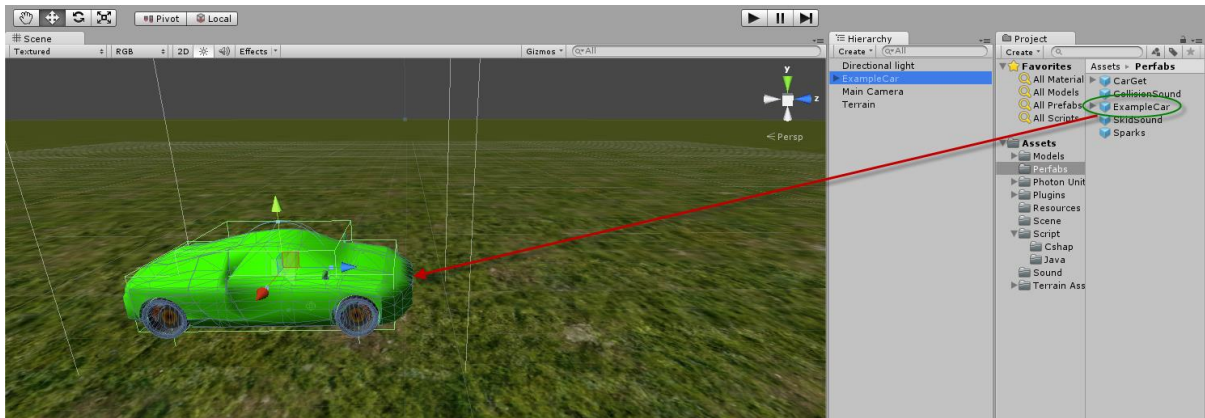 Pivot Local
# Scene
Textured RGB 2D Effects Gizmos All
y
z
Persp
Hierarchy
Create All
Directional light
ExampleCar
Main Camera
Terrain
Project
Create
Favorites
All Material
All Models
All Prefabs
All Scripts
Assets
Models
Perfabs
Photon Unit
Plugins
Resources
Scene
Script
Cshap
Java
Sound
Terrain Ass
Assets ▸ Perfabs
CarGet
CollisionSound
ExampleCar
SkidSound
Sparks